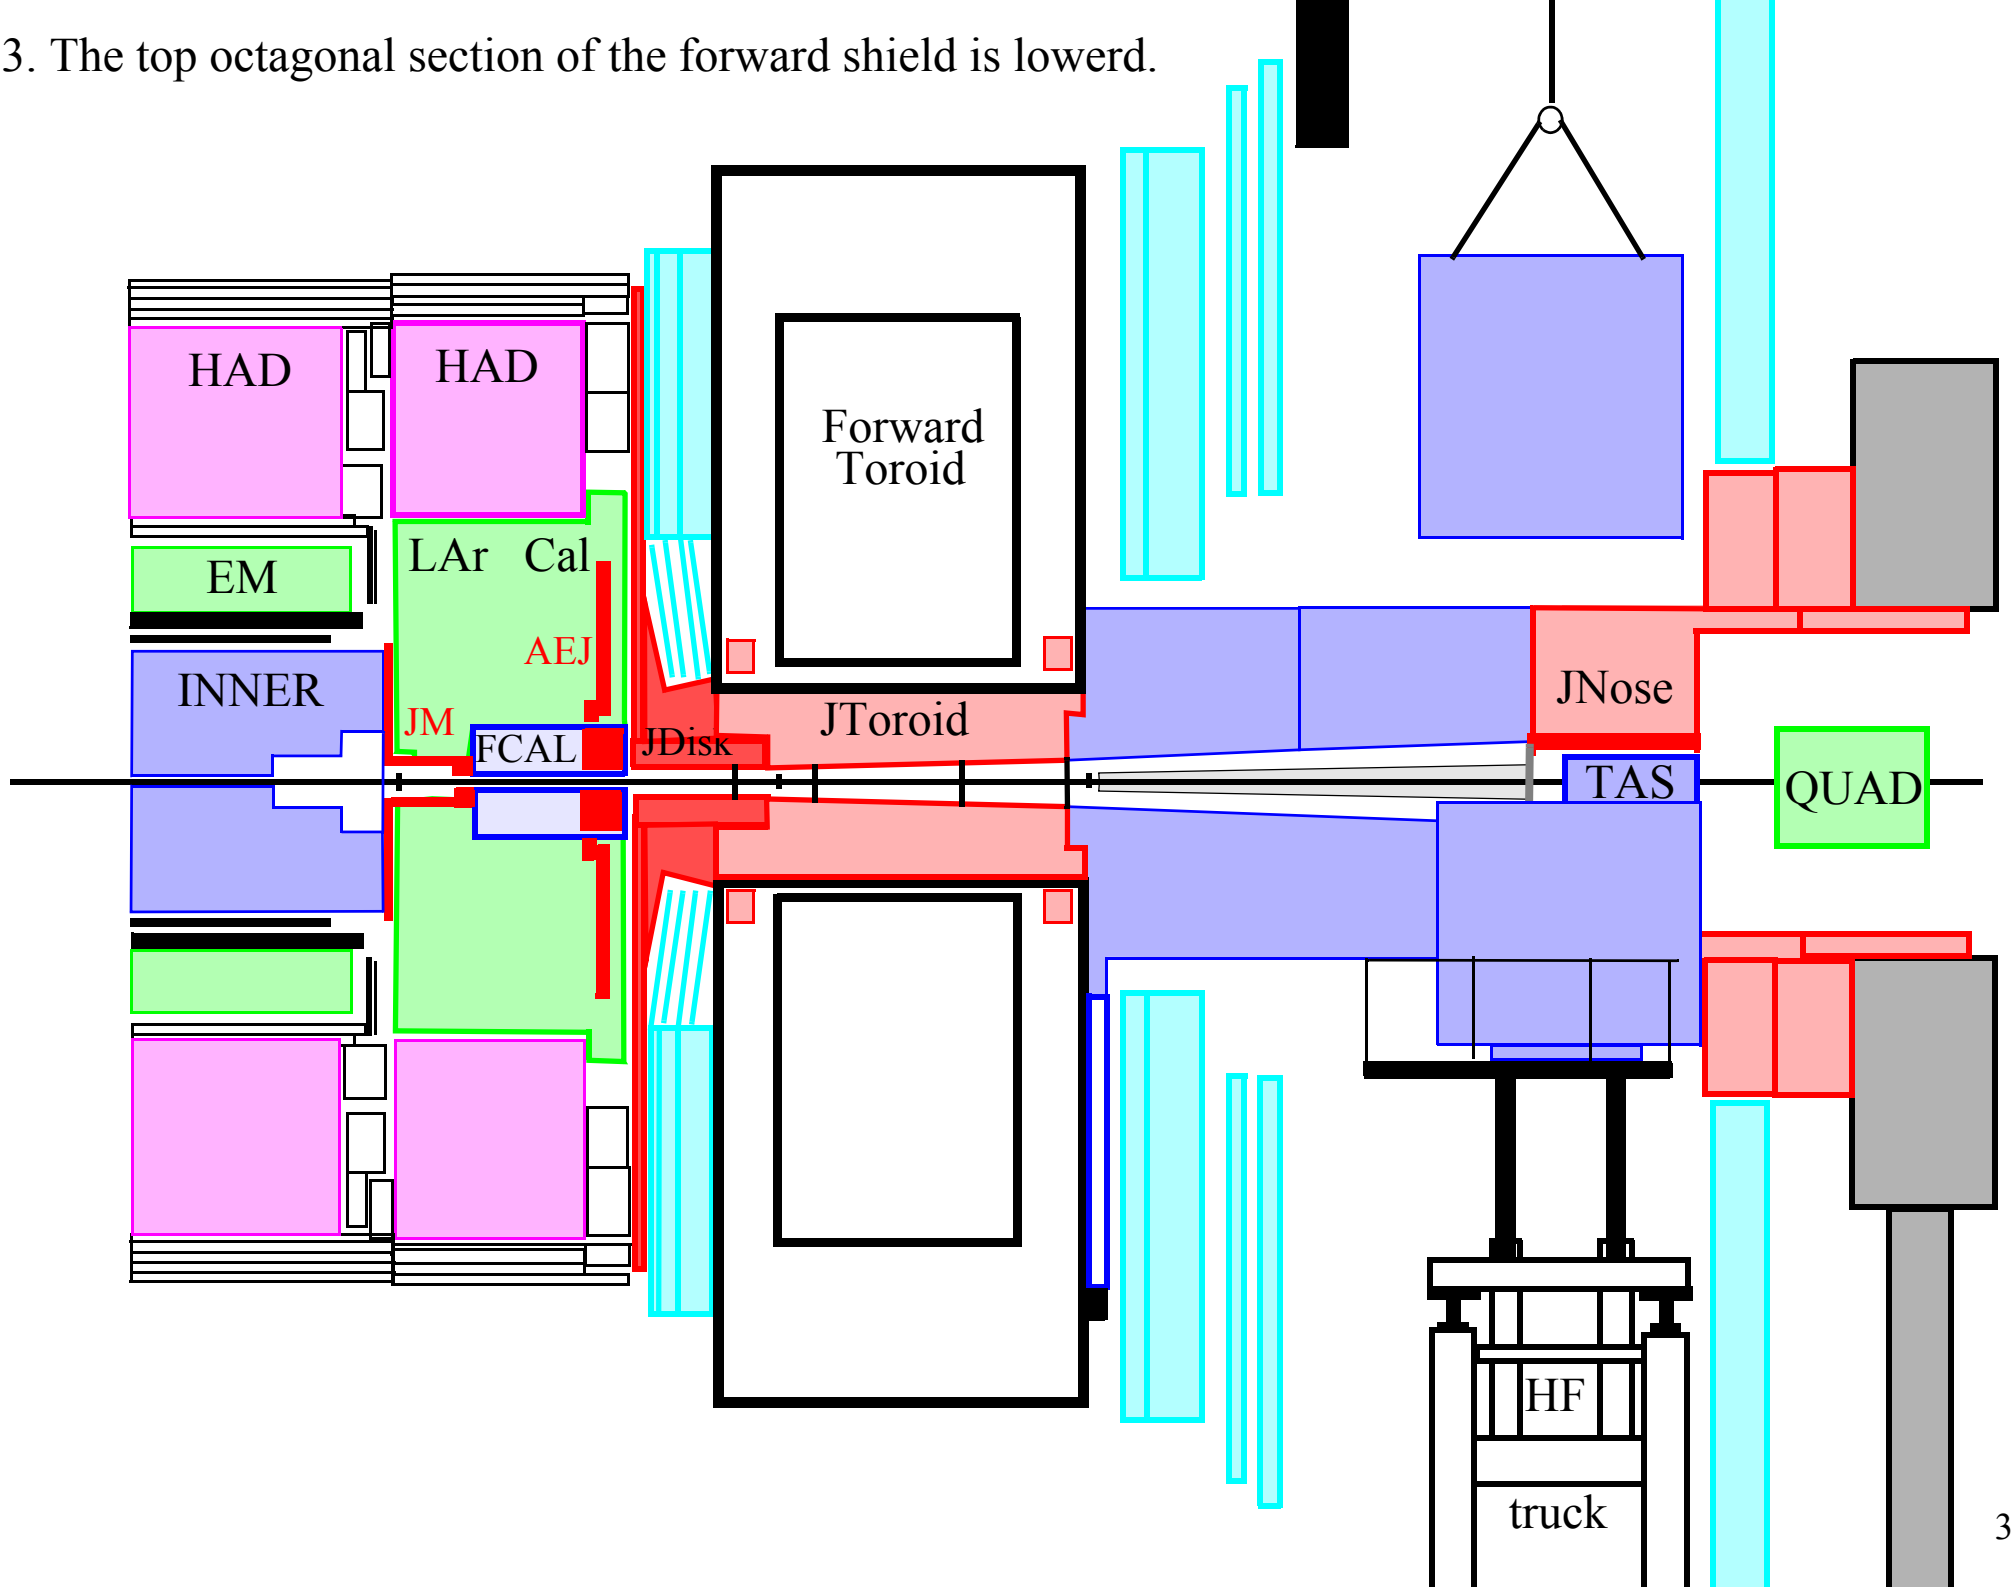 3. The top octagonal section of the forward shield is lowerd.
HAD
HAD
Forward
Toroid
LAr Cal
EM
AEJ
INNER
JNose
JM
JToroid
FCAL
JDisk
TAS
QUAD
HF
truck
3